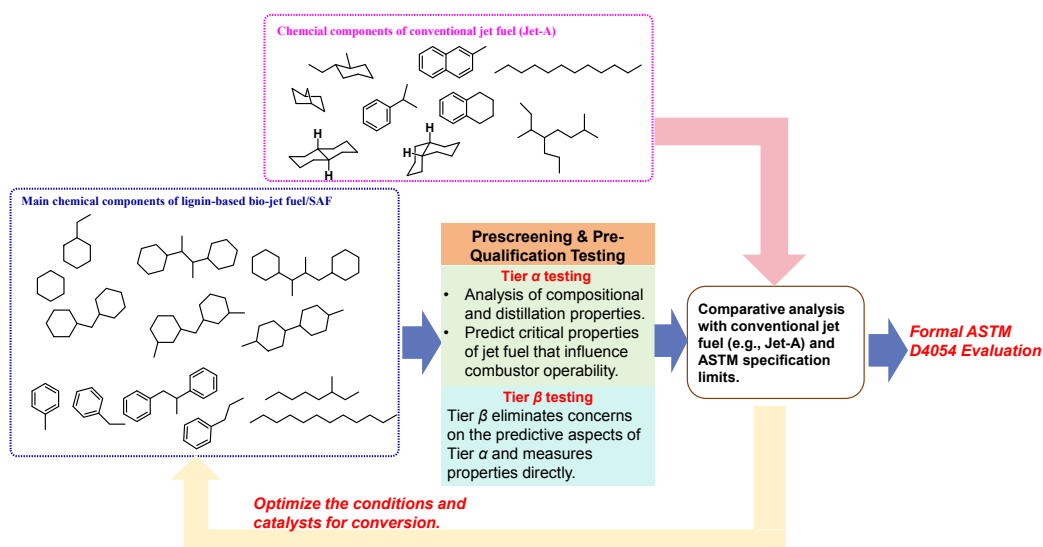 Chemcial components of conventional jet fuel (Jet-A)
H
H
H
H
Main chemical components of lignin-based bio-jet fuel/SAF
Prescreening & Pre-
Qualification Testing
Tier α testing
• Analysis of compositional
and distillation properties.
• Predict critical properties
of jet fuel that influence
combustor operability.
Tier β testing
Tier β eliminates concerns
on the predictive aspects of
Tier α and measures
properties directly.
Comparative analysis
with conventional jet
fuel (e.g., Jet-A) and
ASTM specification
limits.
Formal ASTM
D4054 Evaluation
Optimize the conditions and
catalysts for conversion.